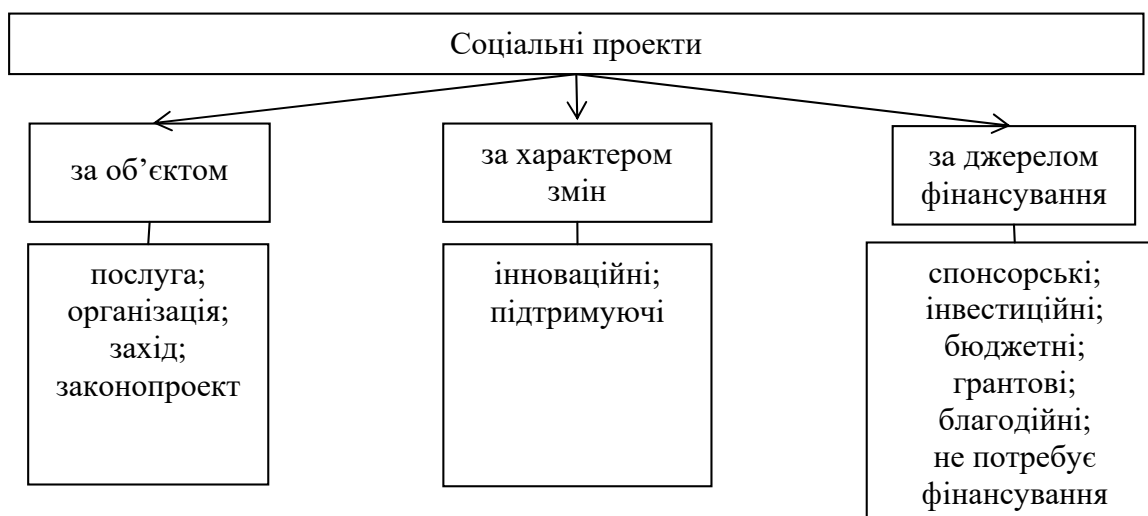 Соціальні проекти
за об’єктом
за характером
змін
за джерелом
фінансування
послуга;
організація;
захід;
законопроект
інноваційні;
підтримуючі
спонсорські;
інвестиційні;
бюджетні;
грантові;
благодійні;
не потребує
фінансування